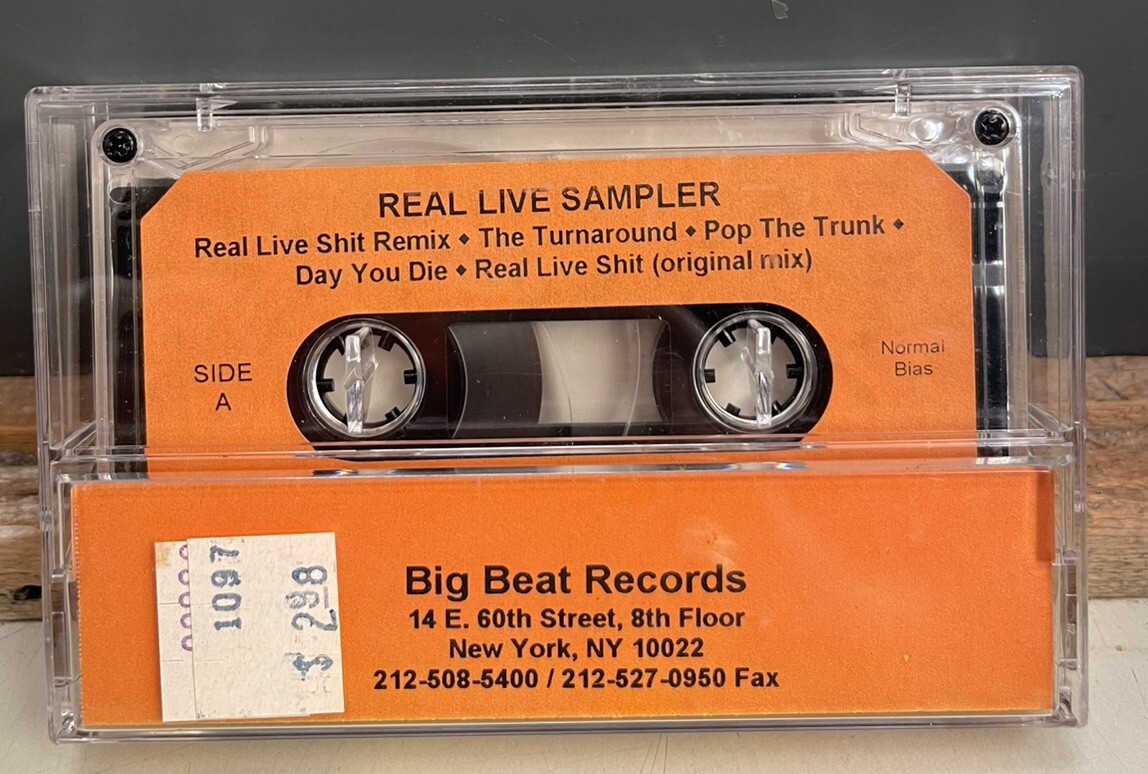 REAL LIVE SAMPLER
Real Live Shit Remix ◆ The Turnaround ◆ Pop The Trunk ◆
Day You Die ◆ Real Live Shit (original mix)
SIDE
A
Normal
Bias
1097
$ 298
Big Beat Records
14 E. 60th Street, 8th Floor
New York, NY 10022
212-508-5400 / 212-527-0950 Fax